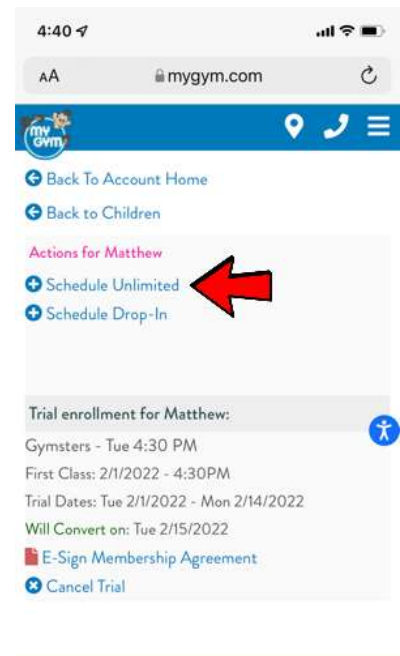 4:40
AA mygym.com
my
GYM
Back To Account Home
Back to Children
Actions for Matthew
Schedule Unlimited
Schedule Drop-In
Trial enrollment for Matthew:
Gymsters - Tue 4:30 PM
First Class: 2/1/2022 - 4:30PM
Trial Dates: Tue 2/1/2022 - Mon 2/14/2022
Will Convert on: Tue 2/15/2022
E-Sign Membership Agreement
Cancel Trial